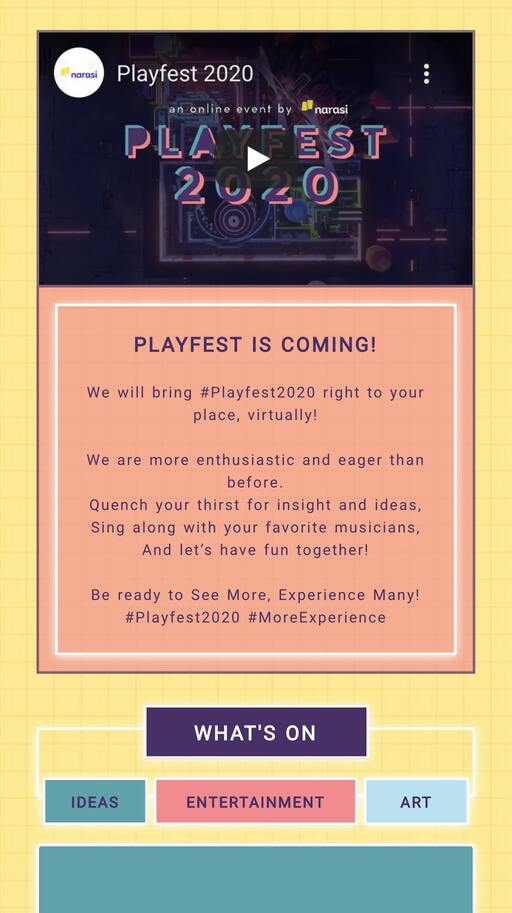 narasi
Playfest 2020
an online event by narasi
PLAYFEST
2020
PLAYFEST IS COMING!
We will bring #Playfest2020 right to your
place, virtually!
We are more enthusiastic and eager than
before.
Quench your thirst for insight and ideas,
Sing along with your favorite musicians,
And let’s have fun together!
Be ready to See More, Experience Many!
#Playfest2020 #MoreExperience
WHAT'S ON
IDEAS
ENTERTAINMENT
ART